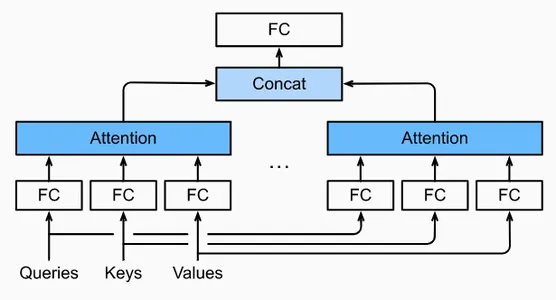 FC
Concat
Attention
Attention
...
FC
FC
FC
FC
FC
FC
Queries
Keys
Values